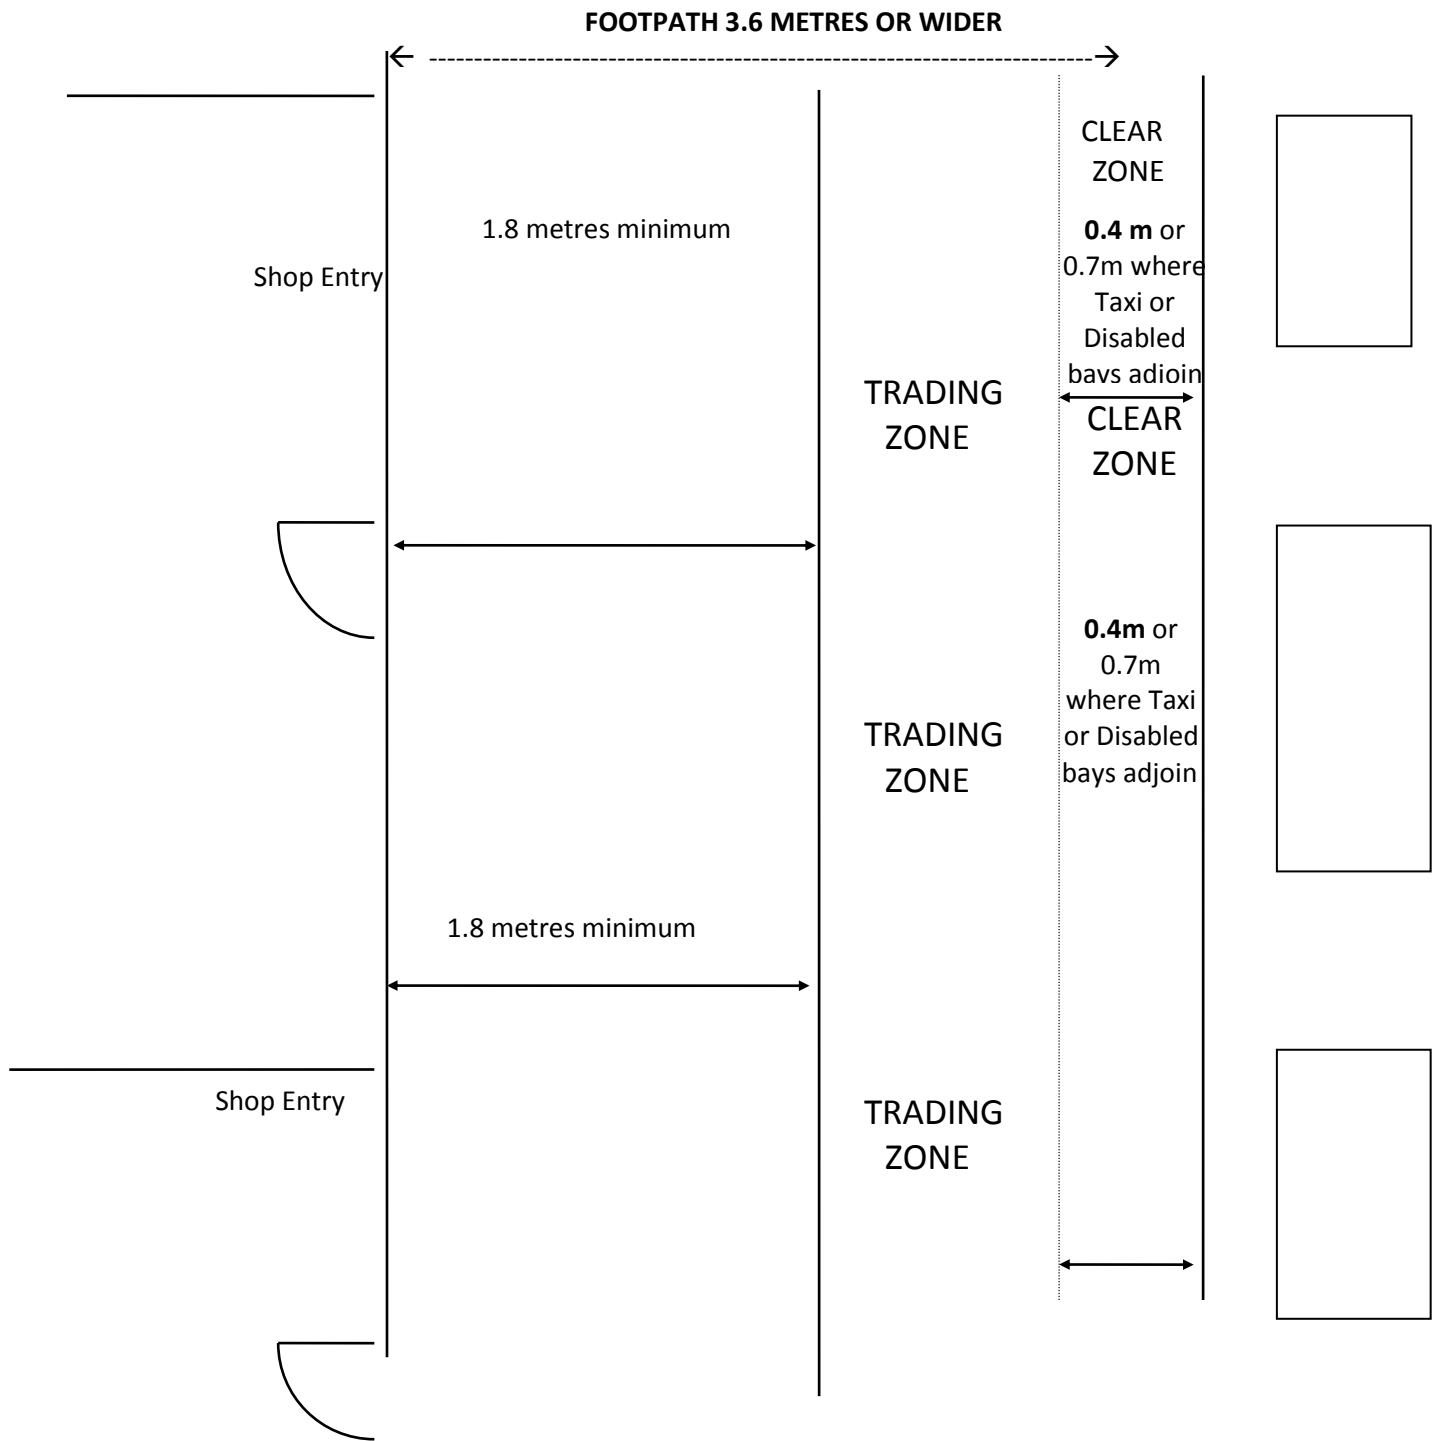 FOOTPATH 3.6 METRES OR WIDER
CLEAR
ZONE
1.8 metres minimum
0.4 m or
0.7m where
Taxi or
Disabled
bays adjoin
Shop Entry
TRADING
ZONE
CLEAR
ZONE
0.4m or
0.7m
where Taxi
or Disabled
bays adjoin
TRADING
ZONE
1.8 metres minimum
Shop Entry
TRADING
ZONE